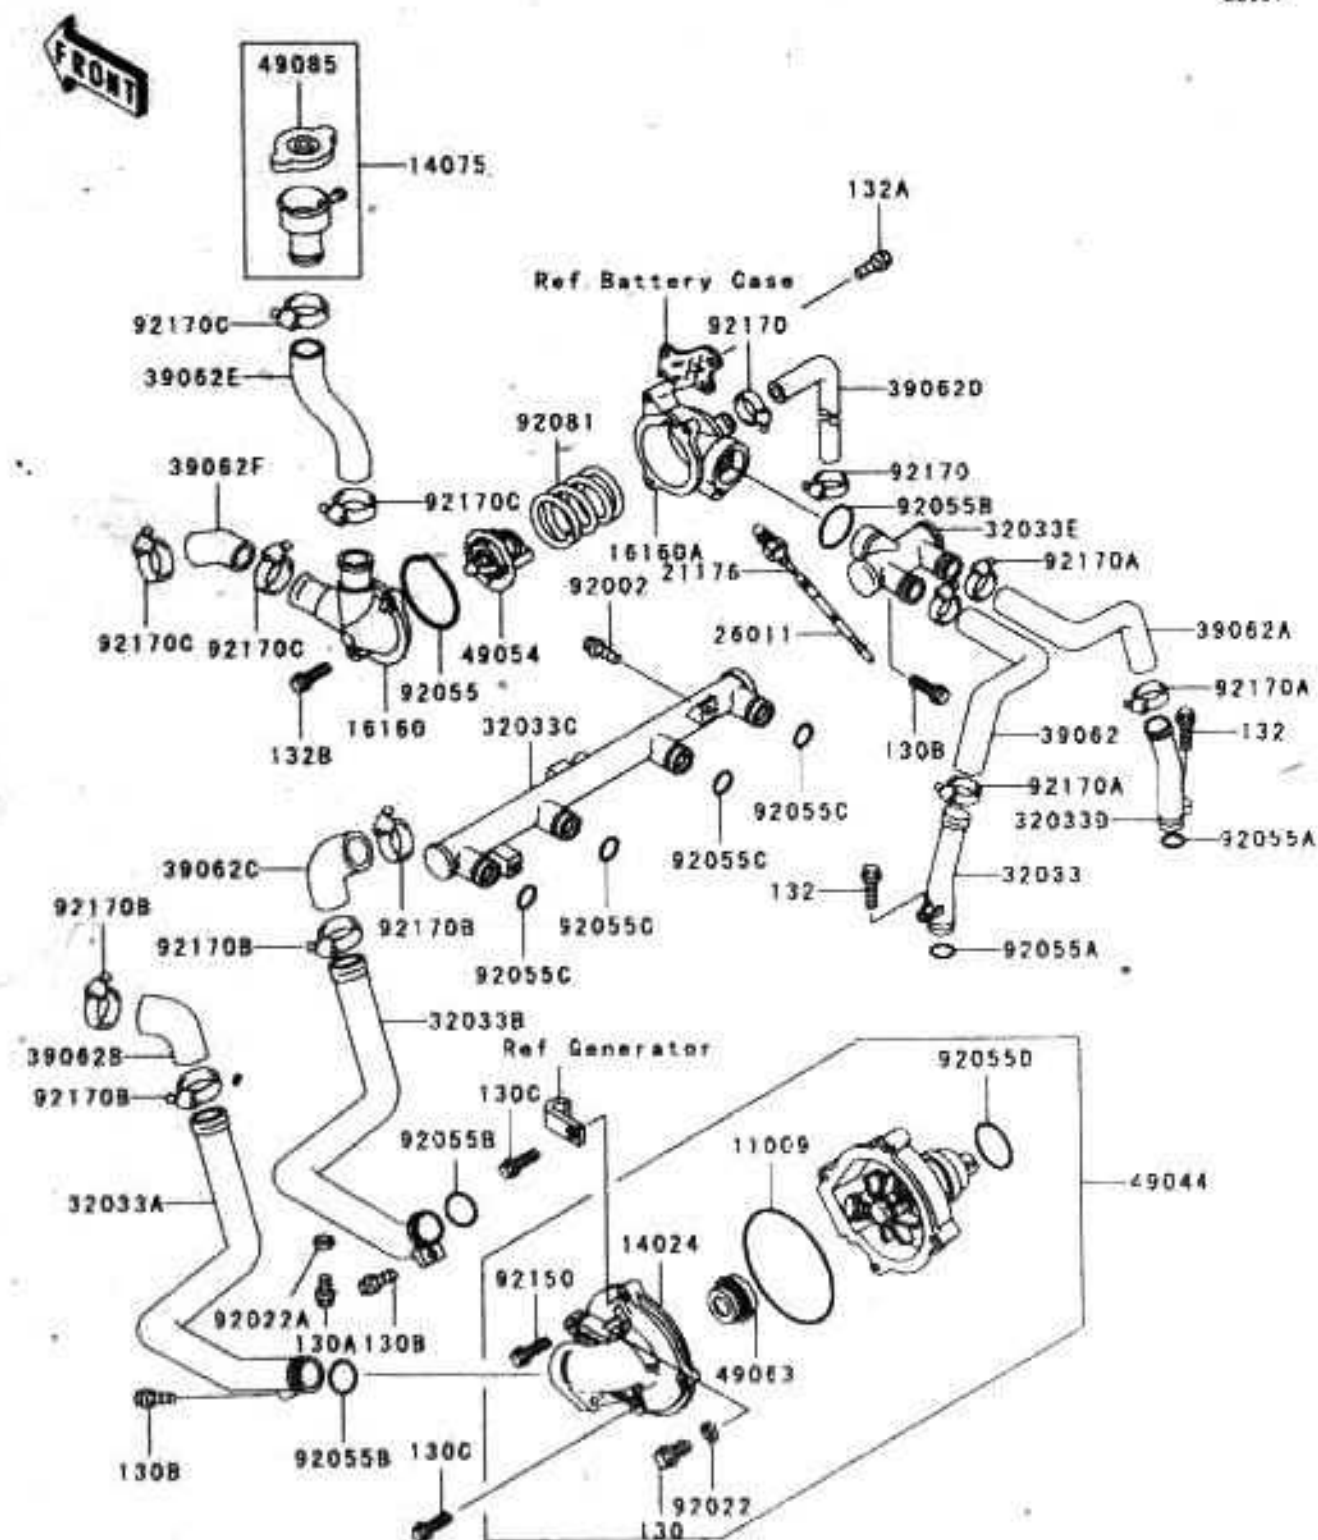 FRONT
49085
14075
132A
Ref.Battery Case
92170C
92170
39062E
39062D
92081
39062F
92170
92170C
92055B
32033E
16160A
21176
92170A
92002
92170C
92170C
26011
39062A
49054
92055
92170A
16160
32033C
132B
130B
39062
132
92170A
92055C
32033D
92055A
92055C
39062C
132
32033
92170B
92170B
92055C
92170B
92055A
92055C
32033B
Ref Generator
39062B
92055D
92170B
130C
92055B
11009
49044
32033A
14024
92150
92022A
130A
130B
49063
92055B
130C
130B
92022
130